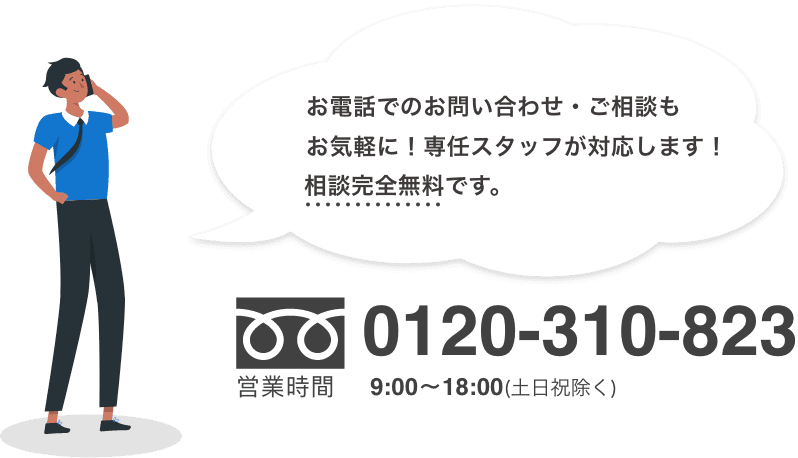 お電話でのお問い合わせ・ご相談も
お気軽に！専任スタッフが対応します！
相談完全無料です。
0120-310-823
営業時間 9:00〜18:00(土日祝除く)